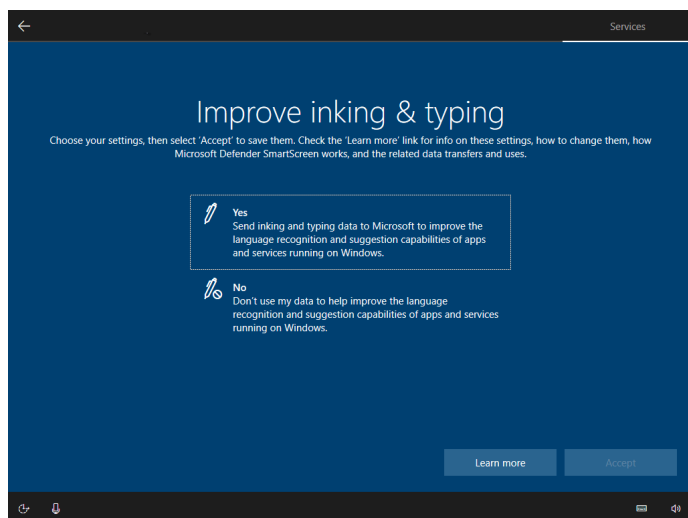 Services
Improve inking & typing
Choose your settings, then select 'Accept' to save them. Check the 'Learn more' link for info on these settings, how to change them, how
Microsoft Defender SmartScreen works, and the related data transfers and uses.
Yes
Send inking and typing data to Microsoft to improve the
language recognition and suggestion capabilities of apps
and services running on Windows.
No
Don't use my data to help improve the language
recognition and suggestion capabilities of apps and services
running on Windows.
Learn more
Accept